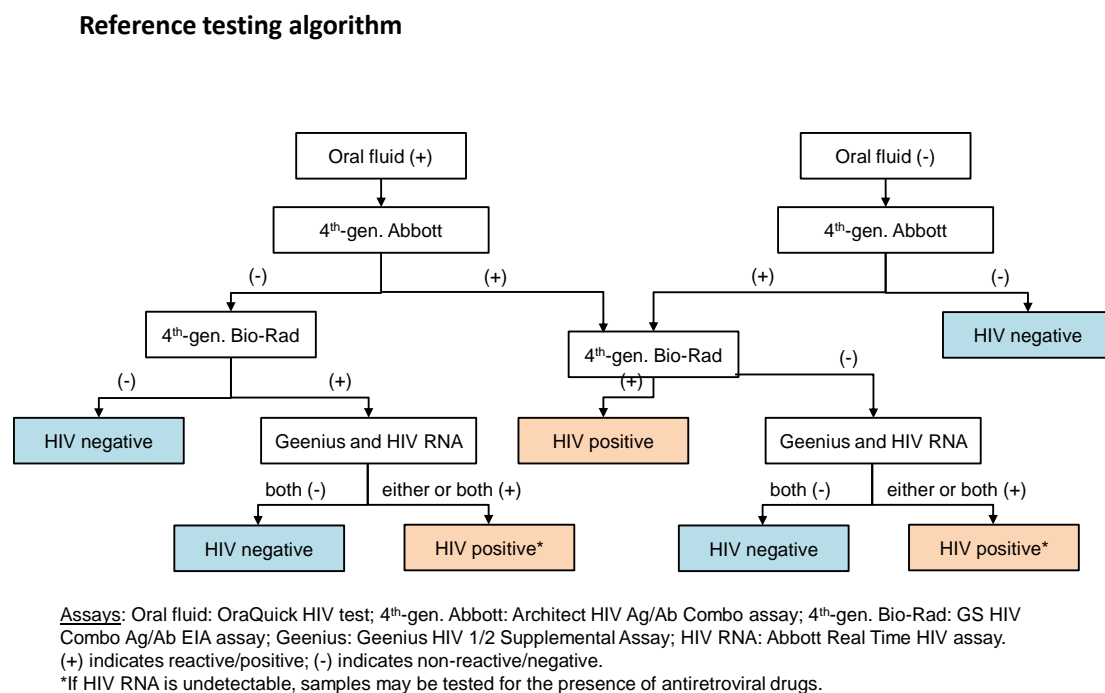 Reference testing algorithm
Oral fluid (+)
Oral fluid (-)
4th-gen. Abbott
4th-gen. Abbott
(-)
(+)
(+)
(-)
4th-gen. Bio-Rad
4th-gen. Bio-Rad
HIV negative
(-)
(+)
(+)
(-)
HIV negative
Geenius and HIV RNA
HIV positive
Geenius and HIV RNA
both (-)
either or both (+)
both (-)
either or both (+)
HIV negative
HIV positive*
HIV negative
HIV positive*
Assays: Oral fluid: OraQuick HIV test; 4th-gen. Abbott: Architect HIV Ag/Ab Combo assay; 4th-gen. Bio-Rad: GS HIV
Combo Ag/Ab EIA assay; Geenius: Geenius HIV 1/2 Supplemental Assay; HIV RNA: Abbott Real Time HIV assay.
(+) indicates reactive/positive; (-) indicates non-reactive/negative.
*If HIV RNA is undetectable, samples may be tested for the presence of antiretroviral drugs.